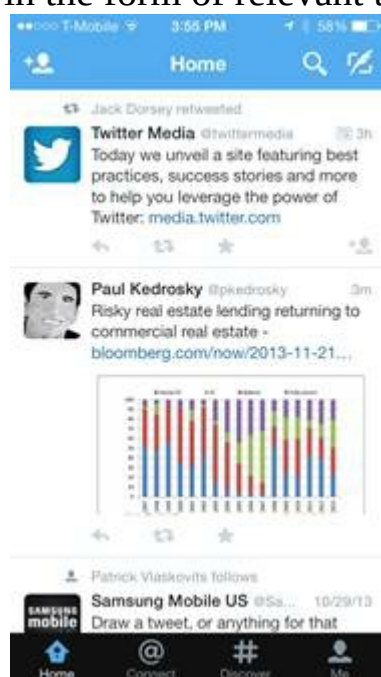 in the form of relevant
T-Mobile 3:55 PM 58%
Home
Jack Dorsey retweeted
Twitter Media @twittermedia 3h
Today we unveil a site featuring best
practices, success stories and more
to help you leverage the power of
Twitter: media.twitter.com
Paul Kedrosky @pkedrosky 3m
Risky real estate lending returning to
commercial real estate -
bloomberg.com/now/2013-11-21...
Patrick Vlaskovits follows
Samsung Mobile US @Sa... 10/29/13
SAMSUNG
mobile
Draw a tweet, or anything for that
Home Connect Discover Me